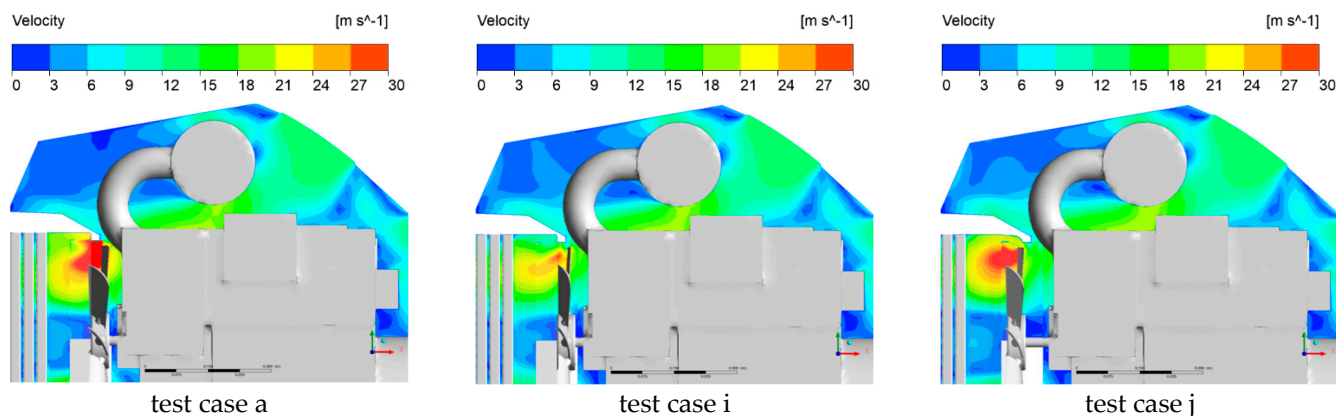 Velocity [m s^-1]
0 3 6 9 12 15 18 21 24 27 30
test case a
Velocity [m s^-1]
0 3 6 9 12 15 18 21 24 27 30
test case i
Velocity [m s^-1]
0 3 6 9 12 15 18 21 24 27 30
test case j